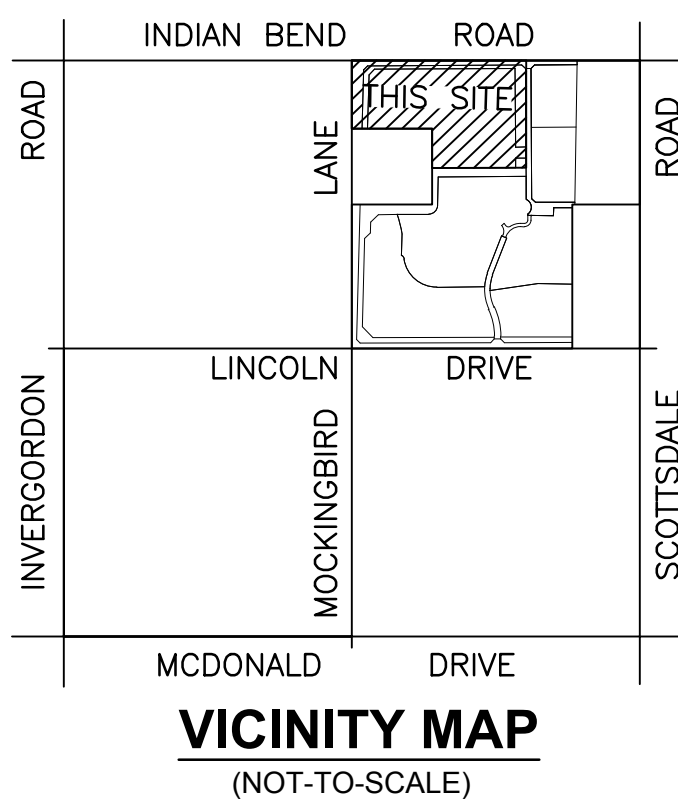 INDIAN BEND ROAD
ROAD
LANE
THIS SITE
ROAD
LINCOLN DRIVE
INVERGORDON
MOCKINGBIRD
SCOTTSDALE
MCDONALD DRIVE
VICINITY MAP
(NOT-TO-SCALE)